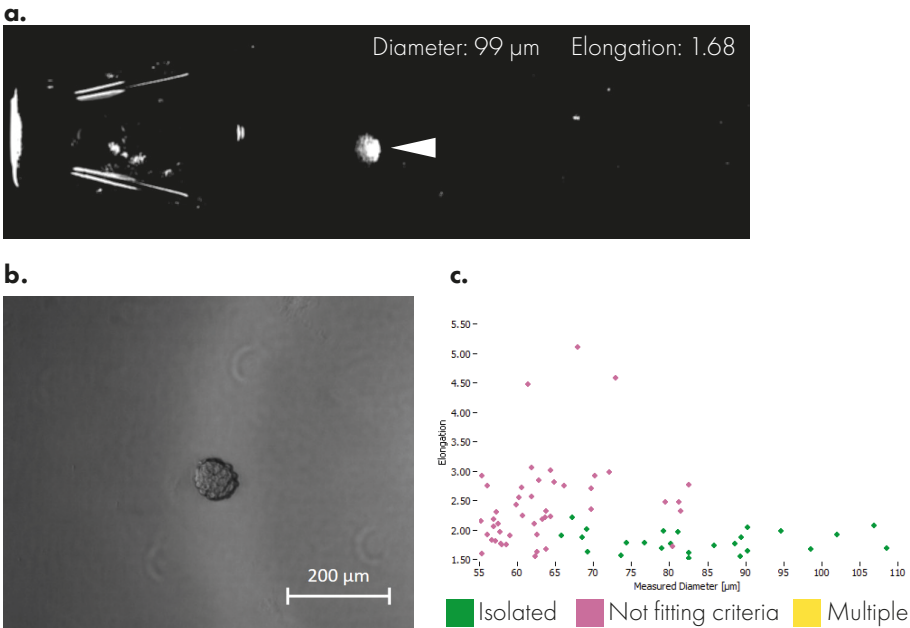 a.
Diameter: 99 µm Elongation: 1.68
b.
200 µm
c.
5.50
5.00
4.50
4.00
3.50
3.00
2.50
2.00
1.50
Elongation
55 60 65 70 75 80 85 90 95 100 105 110
Measured Diameter [µm]
Isolated Not fitting criteria Multiple